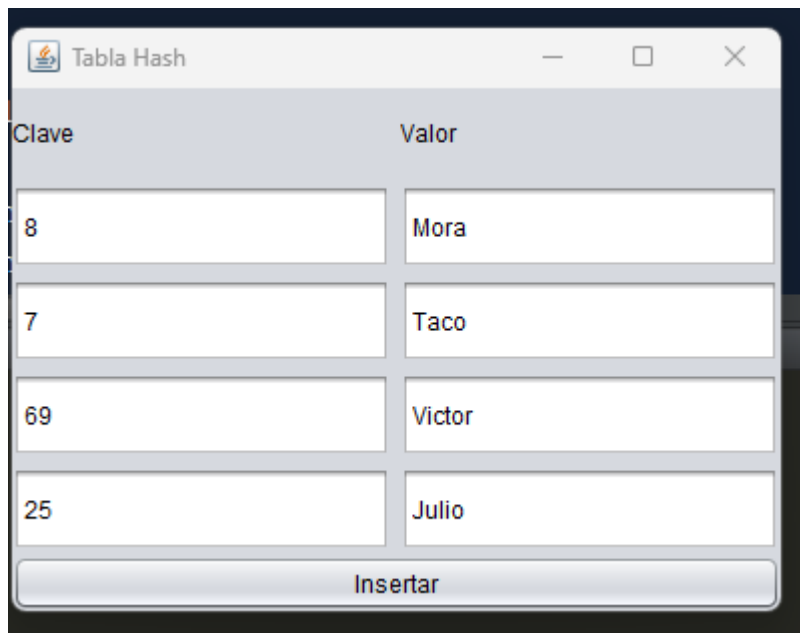 Tabla Hash
Clave Valor
8 Mora
7 Taco
69 Victor
25 Julio
Insertar